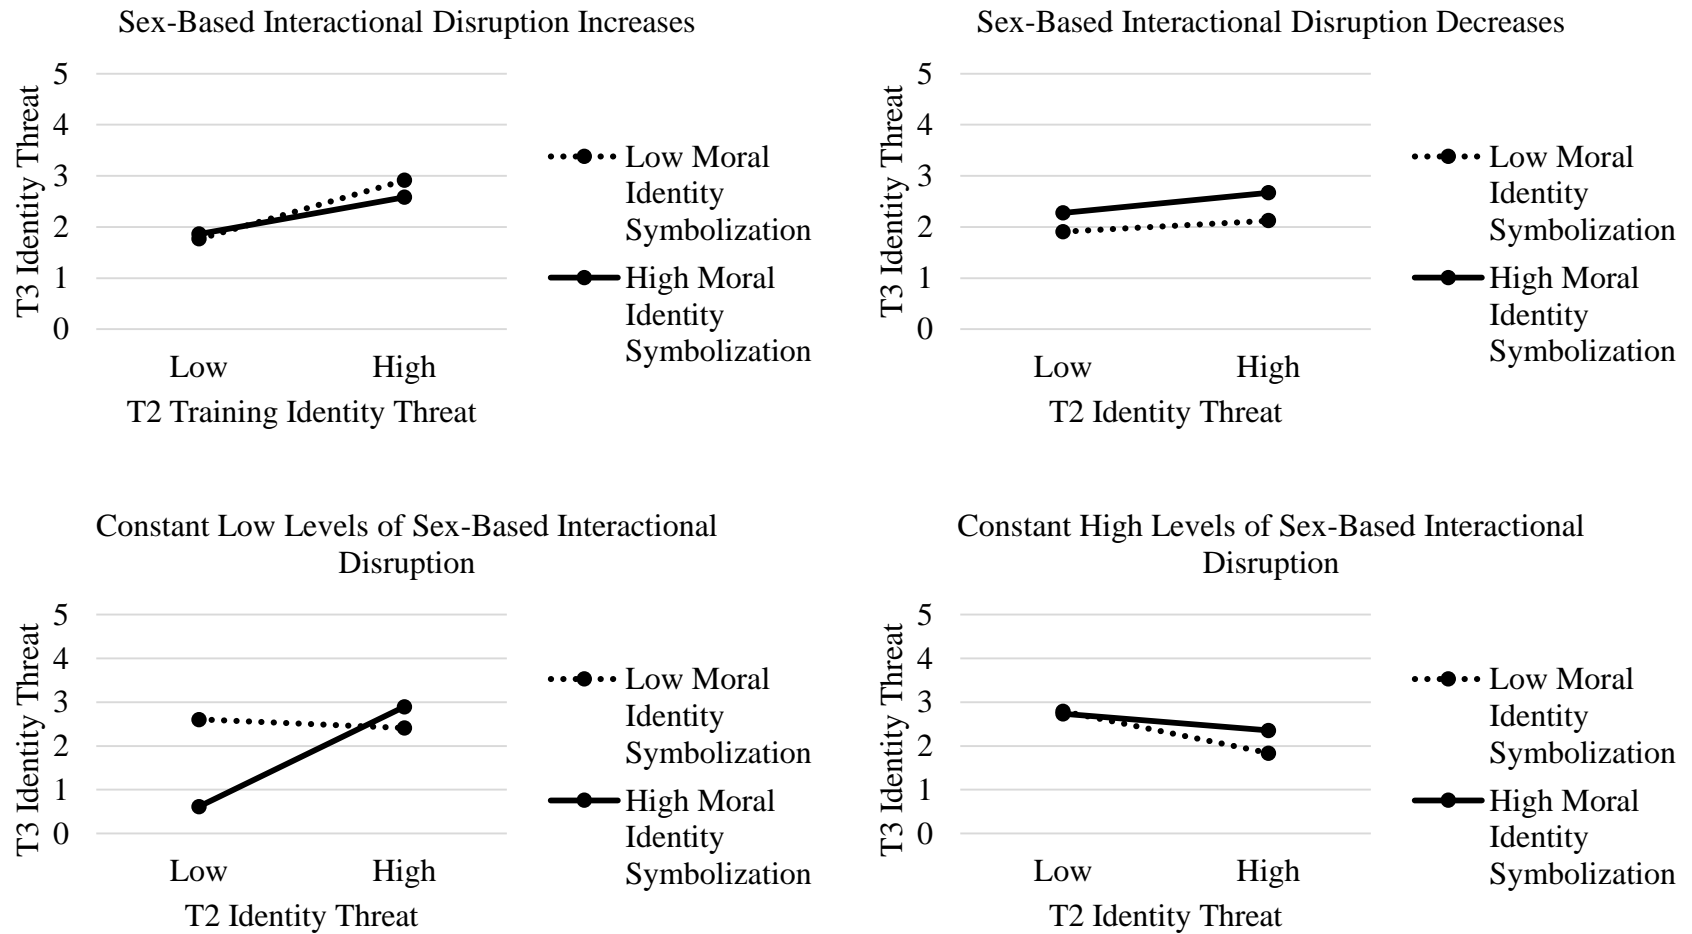 Sex-Based Interactional Disruption Increases
5
4
3
2
1
0
T3 Identity Threat
Low
High
T2 Training Identity Threat
Low Moral
Identity
Symbolization
High Moral
Identity
Symbolization
Sex-Based Interactional Disruption Decreases
5
4
3
2
1
0
T3 Identity Threat
Low
High
T2 Identity Threat
Low Moral
Identity
Symbolization
High Moral
Identity
Symbolization
Constant Low Levels of Sex-Based Interactional
Disruption
5
4
3
2
1
0
T3 Identity Threat
Low
High
T2 Identity Threat
Low Moral
Identity
Symbolization
High Moral
Identity
Symbolization
Constant High Levels of Sex-Based Interactional
Disruption
5
4
3
2
1
0
T3 Identity Threat
Low
High
T2 Identity Threat
Low Moral
Identity
Symbolization
High Moral
Identity
Symbolization